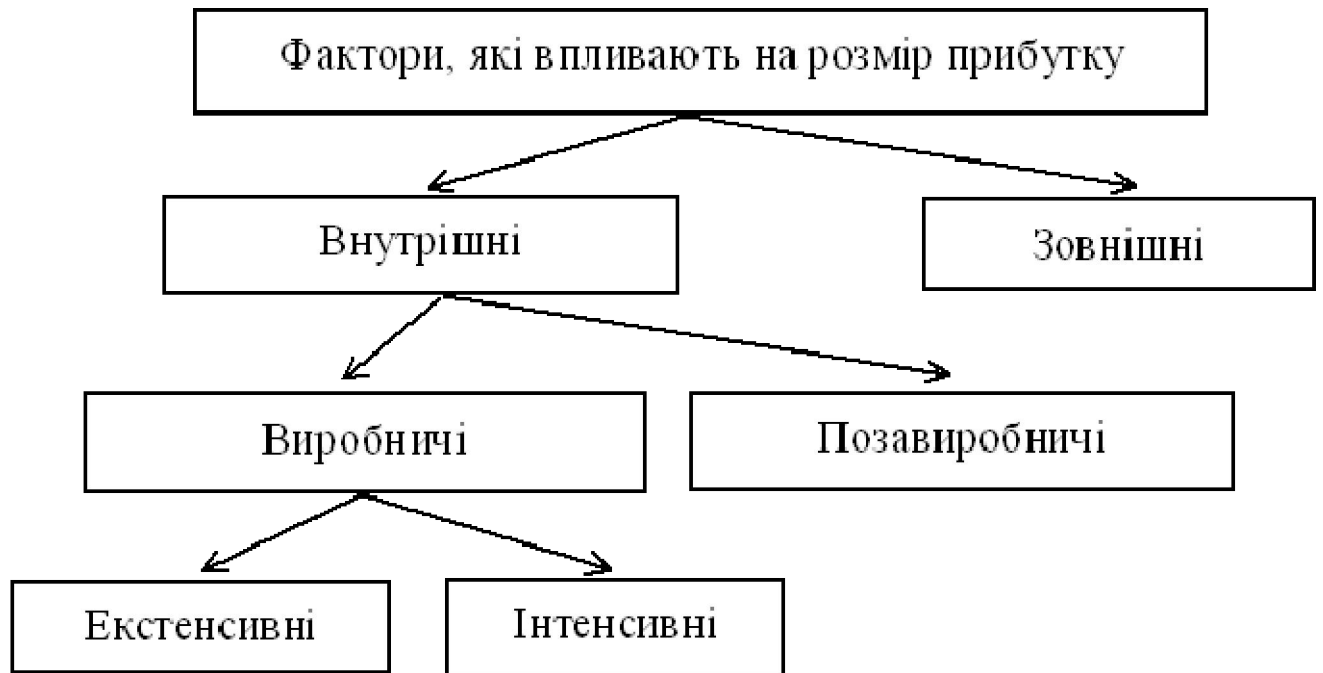 Фактори, які впливають на розмір прибутку
Внутрішні
Зовнішні
Виробничі
Позавиробничі
Екстенсивні
Інтенсивні